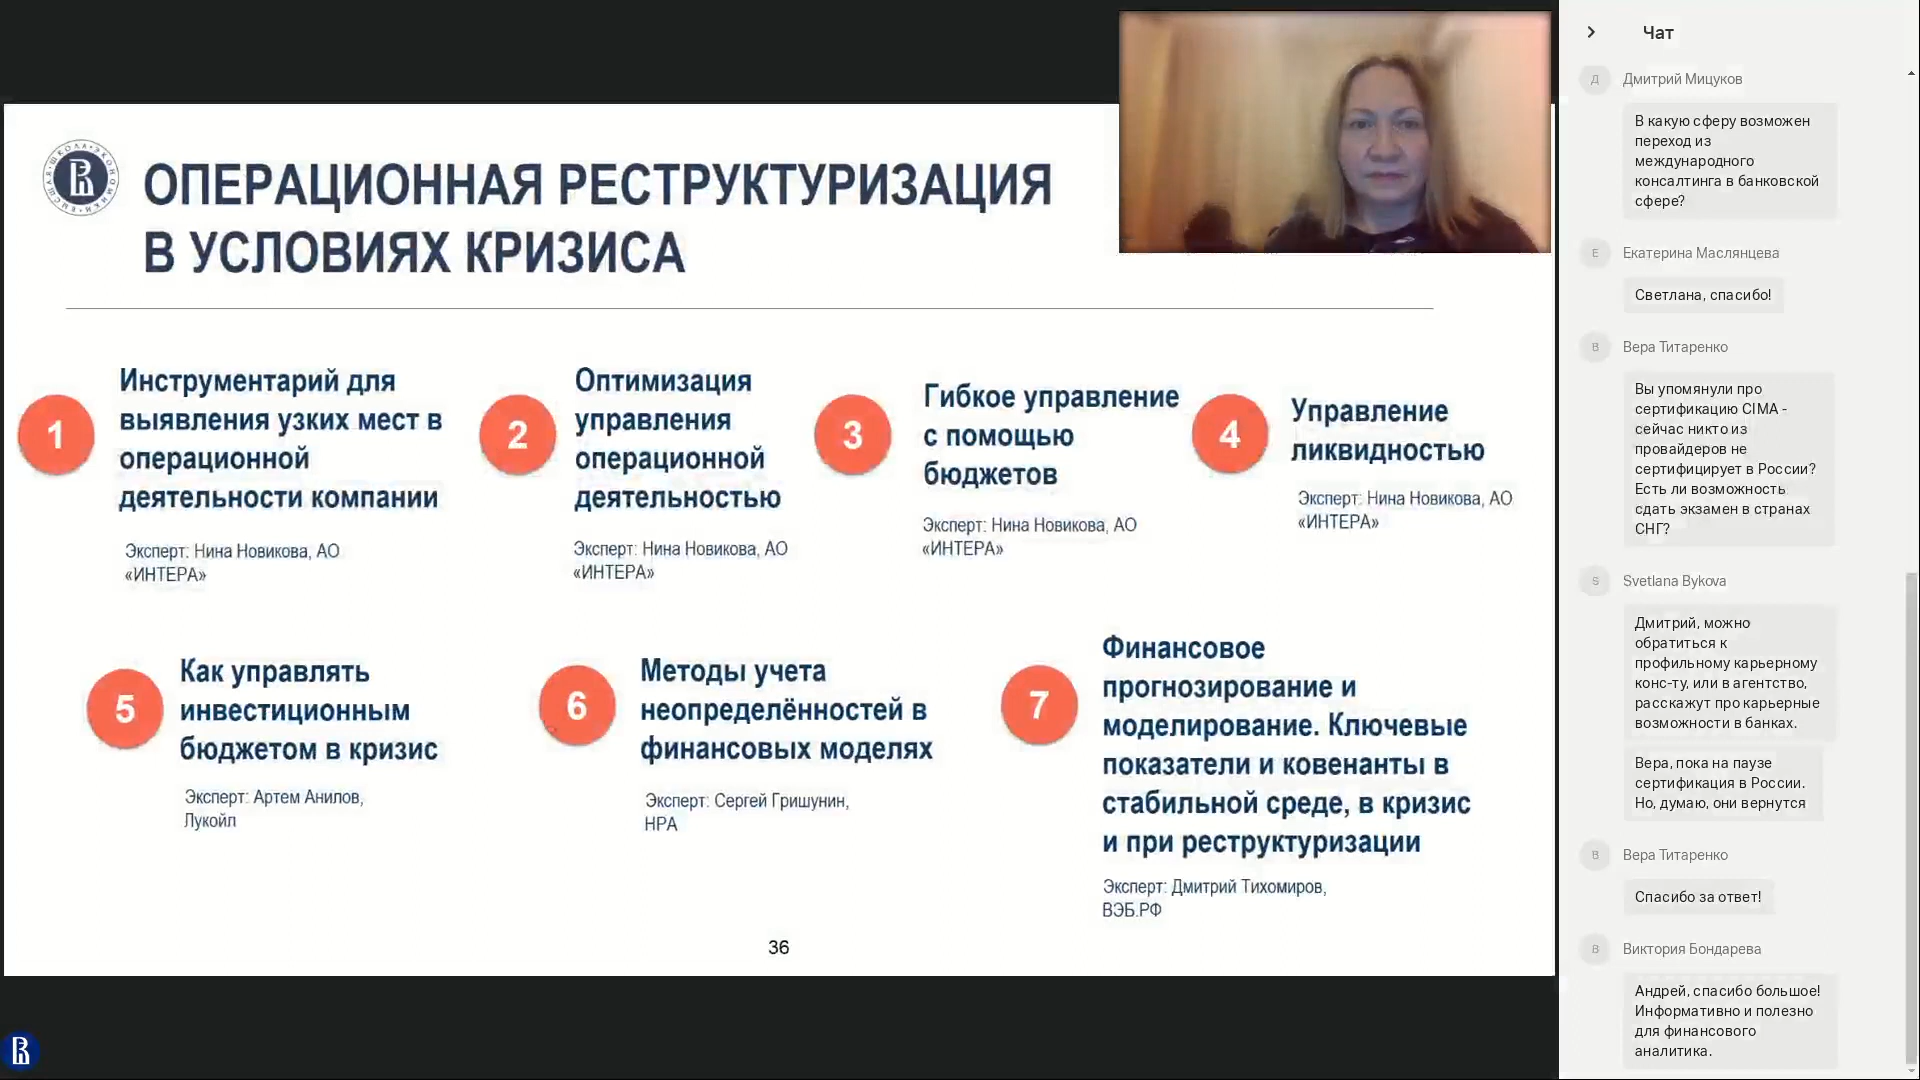 ВЫСШАЯ ШКОЛА ЭКОНОМИКИ
ОПЕРАЦИОННАЯ РЕСТРУКТУРИЗАЦИЯ
В УСЛОВИЯХ КРИЗИСА
1
Инструментарий для
выявления узких мест в
операционной
деятельности компании
Эксперт: Нина Новикова, АО
«ИНТЕРА»
2
Оптимизация
управления
операционной
деятельностью
Эксперт: Нина Новикова, АО
«ИНТЕРА»
3
Гибкое управление
с помощью
бюджетов
Эксперт: Нина Новикова, АО
«ИНТЕРА»
4
Управление
ликвидностью
Эксперт: Нина Новикова, АО
«ИНТЕРА»
5
Как управлять
инвестиционным
бюджетом в кризис
Эксперт: Артем Анилов,
Лукойл
6
Методы учета
неопределённостей в
финансовых моделях
Эксперт: Сергей Гришунин,
НРА
7
Финансовое
прогнозирование и
моделирование. Ключевые
показатели и ковенанты в
стабильной среде, в кризис
и при реструктуризации
Эксперт: Дмитрий Тихомиров,
ВЭБ.РФ
36
Чат
Д
Дмитрий Мицуков
В какую сферу возможен
переход из
международного
консалтинга в банковской
сфере?
Е
Екатерина Маслянцева
Светлана, спасибо!
В
Вера Титаренко
Вы упомянули про
сертификацию CIMA -
сейчас никто из
провайдеров не
сертифицирует в России?
Есть ли возможность
сдать экзамен в странах
СНГ?
S
Svetlana Bykova
Дмитрий, можно
обратиться к
профильному карьерному
конс-ту, или в агентство,
расскажут про карьерные
возможности в банках.
Вера, пока на паузе
сертификация в России.
Но, думаю, они вернутся
В
Вера Титаренко
Спасибо за ответ!
В
Виктория Бондарева
Андрей, спасибо большое!
Информативно и полезно
для финансового
аналитика.